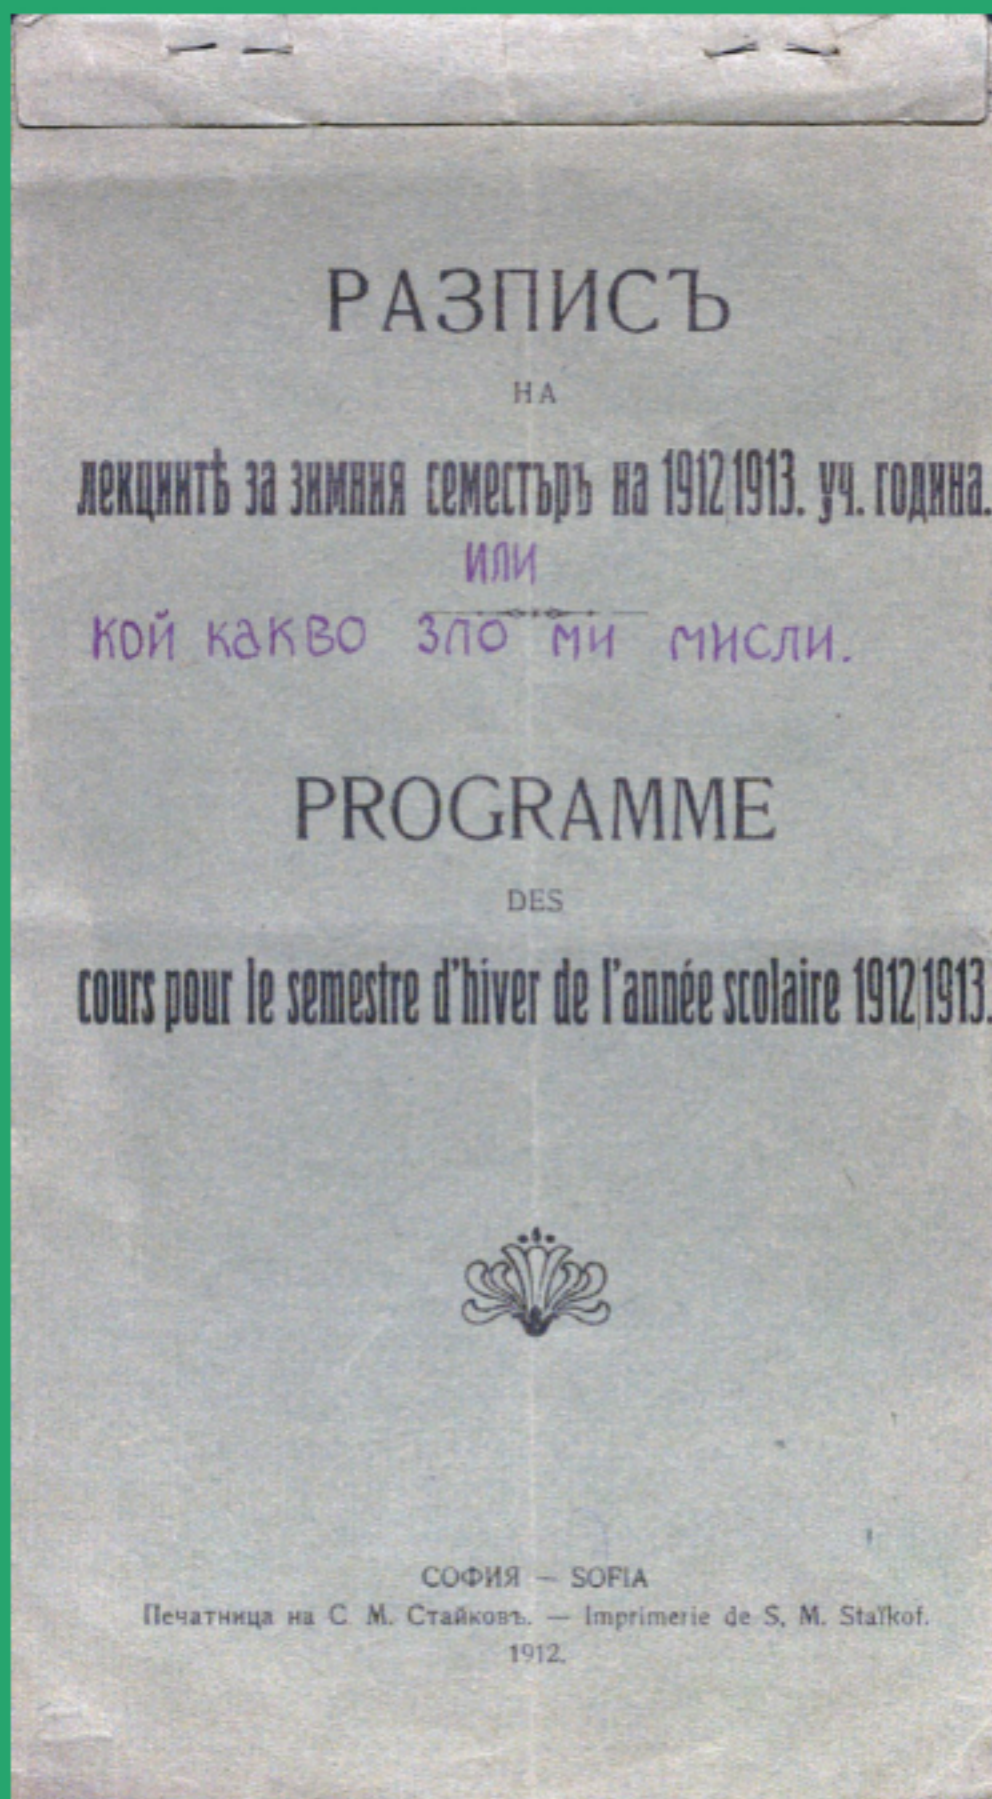 РАЗПИСЪ
НА
лекциитѣ за зимния семестъръ на 1912|1913. уч. година.
или
кой какво зло ми мисли.
PROGRAMME
DES
cours pour le semestre d'hiver de l'année scolaire 1912|1913.
СОФИЯ — SOFIA
Печатница на С. М. Стайковъ. — Imprimerie de S. M. Staïkof.
1912.